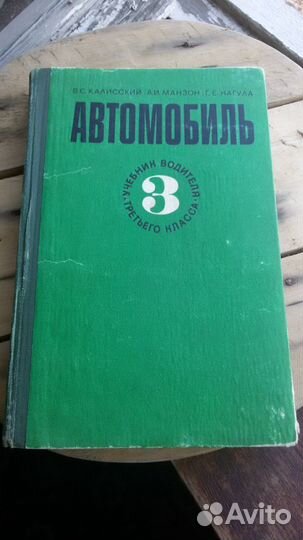 В.С.КАЛИССКИЙ А.И.МАНЗОН Г.Е.НАГУЛА
АВТОМОБИЛЬ
УЧЕБНИК ВОДИТЕЛЯ
3
ТРЕТЬЕГО КЛАССА
Avito